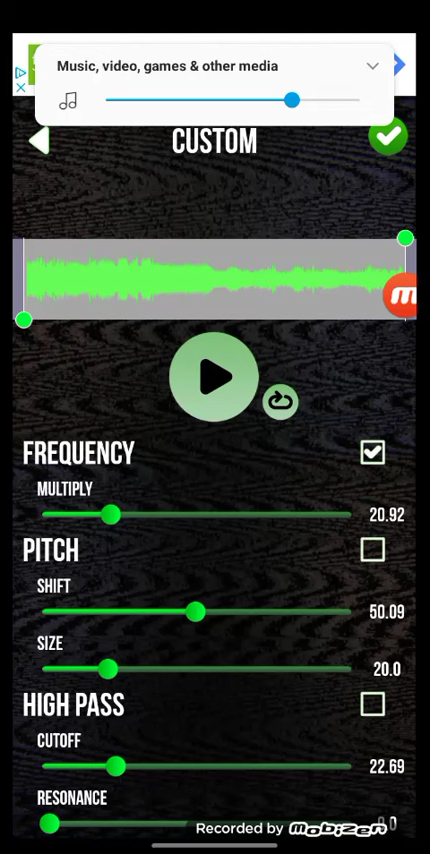 Music, video, games & other media
CUSTOM
FREQUENCY
MULTIPLY
20.92
PITCH
SHIFT
50.09
SIZE
20.0
HIGH PASS
CUTOFF
22.69
RESONANCE
Recorded by mobizen